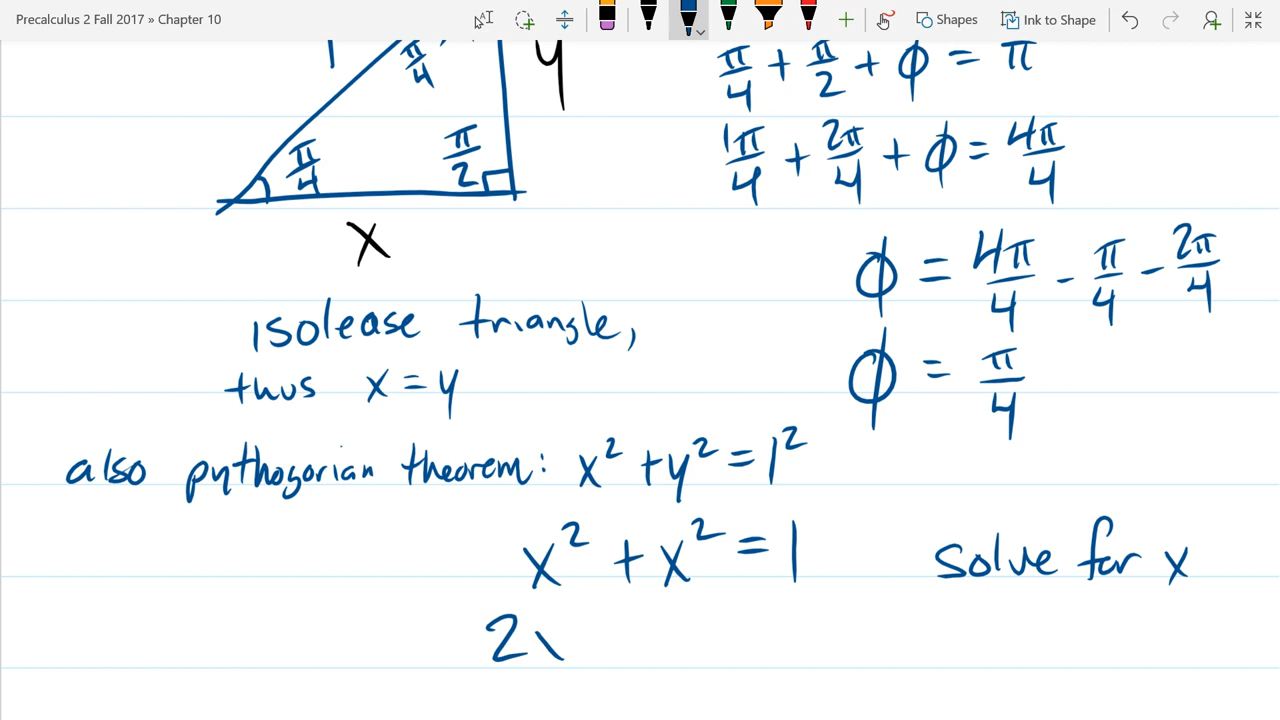 Precalculus 2 Fall 2017 » Chapter 10
Shapes
Ink to Shape
1
π/4
y
π/4
π/2
x
π/4 + π/2 + ϕ = π
1π/4 + 2π/4 + ϕ = 4π/4
ϕ = 4π/4 - π/4 - 2π/4
ϕ = π/4
isolease triangle,
thus x = y
also pythogorian theorem: x² + y² = 1²
x² + x² = 1
solve for x
2